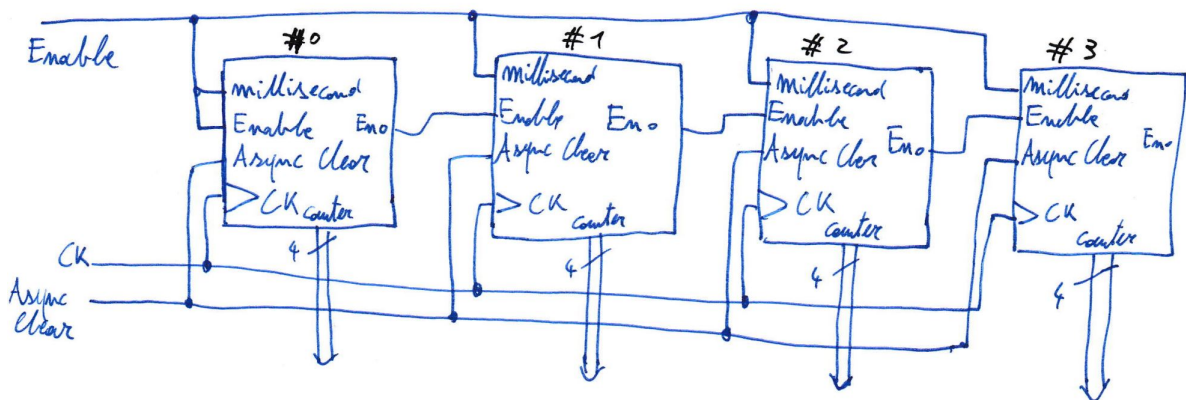 Enable
#0
millisecond
Enable
Eno
Async Clear
CK
counter
4
#1
millisecond
Enable
Eno
Async Clear
CK
counter
4
#2
millisecond
Enable
Eno
Async Clear
CK
counter
4
#3
millisecond
Enable
Eno
Async Clear
CK
counter
4
CK
Async
Clear